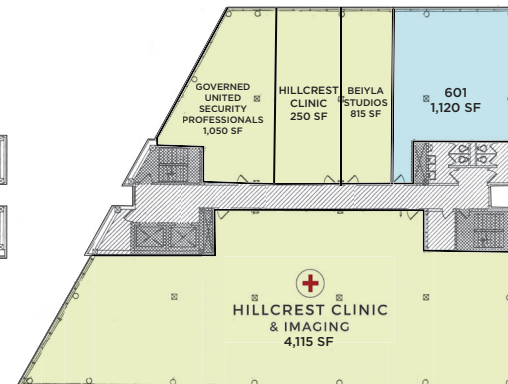 GOVERNED
UNITED
SECURITY
PROFESSIONALS
1,050 SF
HILLCREST
CLINIC
250 SF
BEIYLA
STUDIOS
815 SF
601
1,120 SF
HILLCREST CLINIC
& IMAGING
4,115 SF